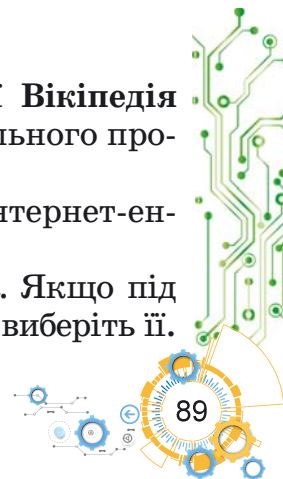 Вікіпедія
льного про-
нтернет-ен-
. Якщо під
виберіть її.
89